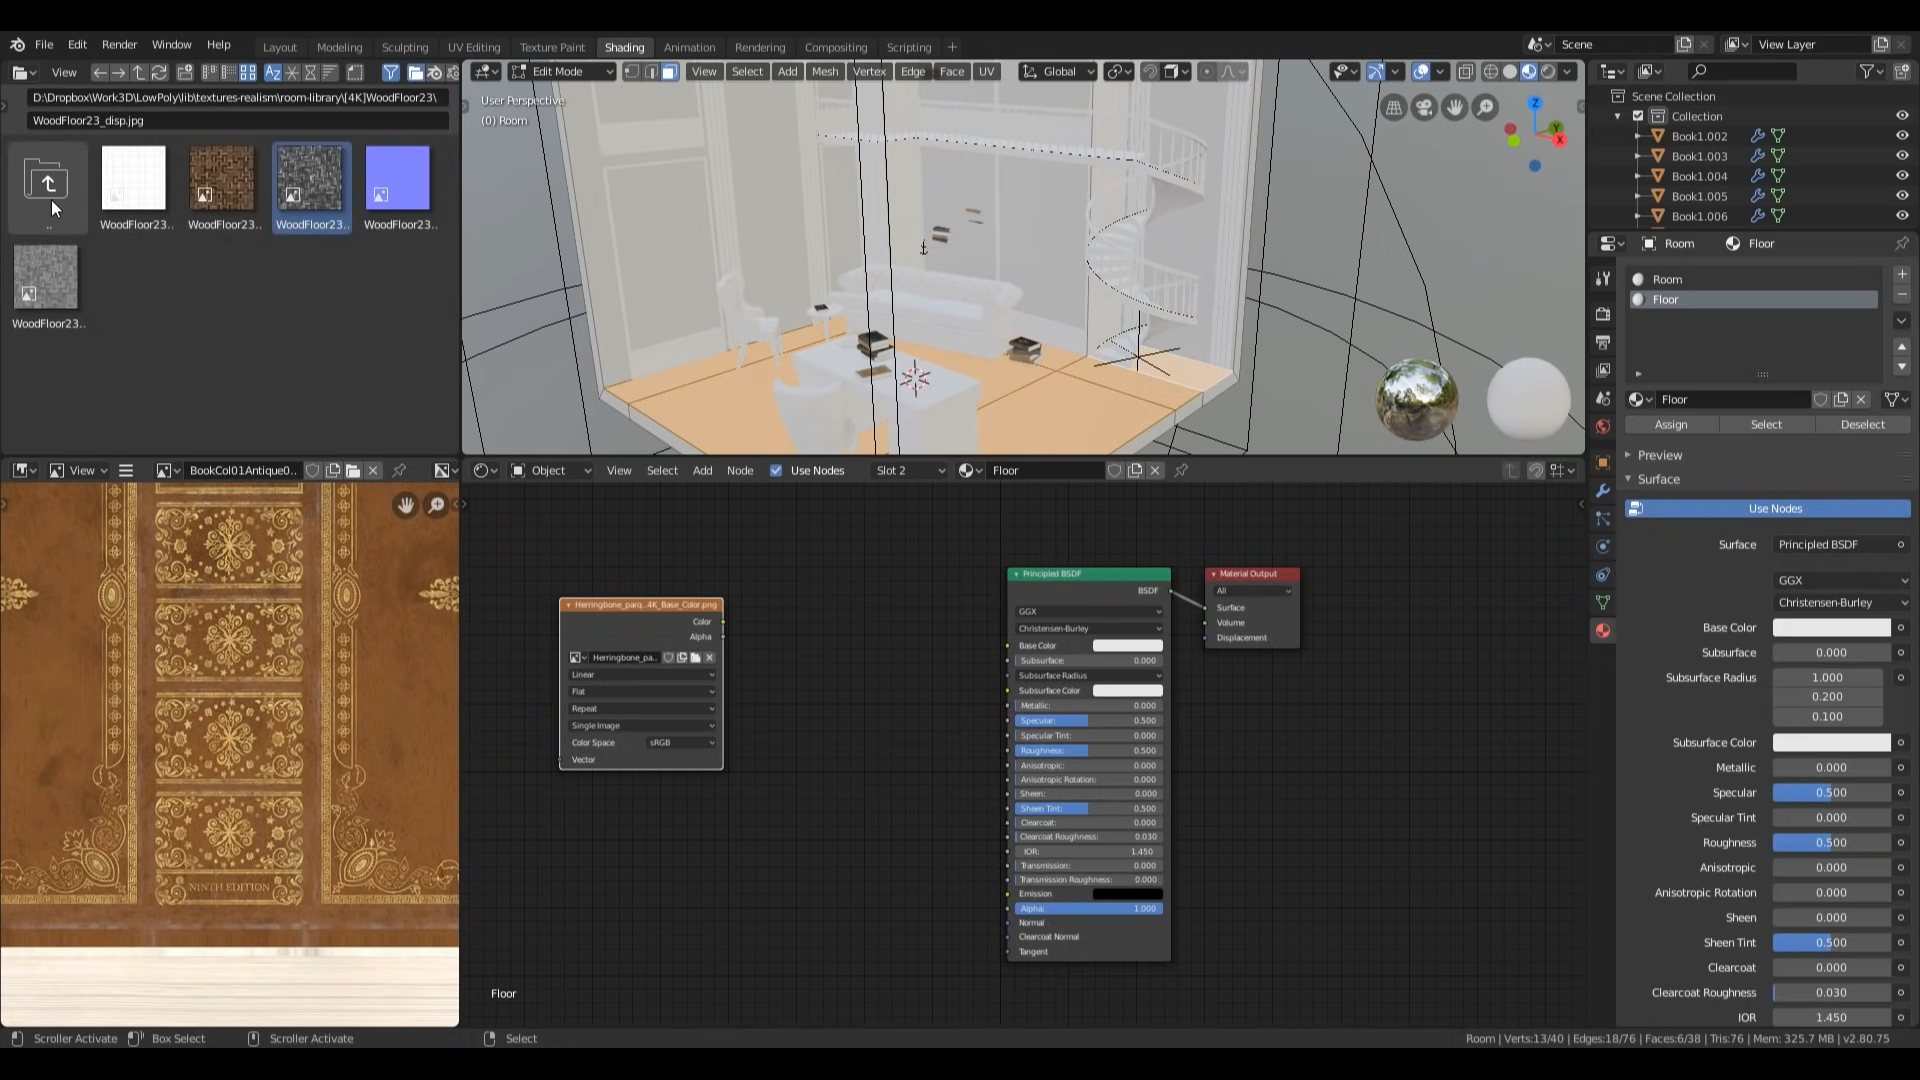 File Edit Render Window Help
Layout Modeling Sculpting UV Editing Texture Paint Shading Animation Rendering Compositing Scripting
Scene
View Layer
View
D:\Dropbox\Work3D\LowPoly\lib\textures-realism\room-library\[4K]WoodFloor23\
WoodFloor23_disp.jpg
..
WoodFloor23..
WoodFloor23..
WoodFloor23..
WoodFloor23..
WoodFloor23..
Edit Mode View Select Add Mesh Vertex Edge Face UV Global
User Perspective
(0) Room
Z
Y
X
Scene Collection
Collection
Book1.002
Book1.003
Book1.004
Book1.005
Book1.006
Room Floor
Room
Floor
Floor
Assign Select Deselect
Preview
Surface
Use Nodes
Surface Principled BSDF
GGX
Christensen-Burley
Base Color
Subsurface 0.000
Subsurface Radius 1.000
0.200
0.100
Subsurface Color
Metallic 0.000
Specular 0.500
Specular Tint 0.000
Roughness 0.500
Anisotropic 0.000
Anisotropic Rotation 0.000
Sheen 0.000
Sheen Tint 0.500
Clearcoat 0.000
Clearcoat Roughness 0.030
IOR 1.450
View BookCol01Antique0..
NINTH EDITION
Object View Select Add Node Use Nodes Slot 2 Floor
Herringbone_parq...4K_Base_Color.png
Color
Alpha
Herringbone_pa..
Linear
Flat
Repeat
Single Image
Color Space sRGB
Vector
Principled BSDF
BSDF
GGX
Christensen-Burley
Base Color
Subsurface: 0.000
Subsurface Radius
Subsurface Color
Metallic: 0.000
Specular: 0.500
Specular Tint: 0.000
Roughness: 0.500
Anisotropic: 0.000
Anisotropic Rotation: 0.000
Sheen: 0.000
Sheen Tint: 0.500
Clearcoat: 0.000
Clearcoat Roughness: 0.030
IOR: 1.450
Transmission: 0.000
Transmission Roughness: 0.000
Emission
Alpha: 1.000
Normal
Clearcoat Normal
Tangent
Material Output
All
Surface
Volume
Displacement
Floor
Scroller Activate Box Select Scroller Activate Select
Room | Verts:13/40 | Edges:18/76 | Faces:6/38 | Tris:76 | Mem: 325.7 MB | v2.80.75